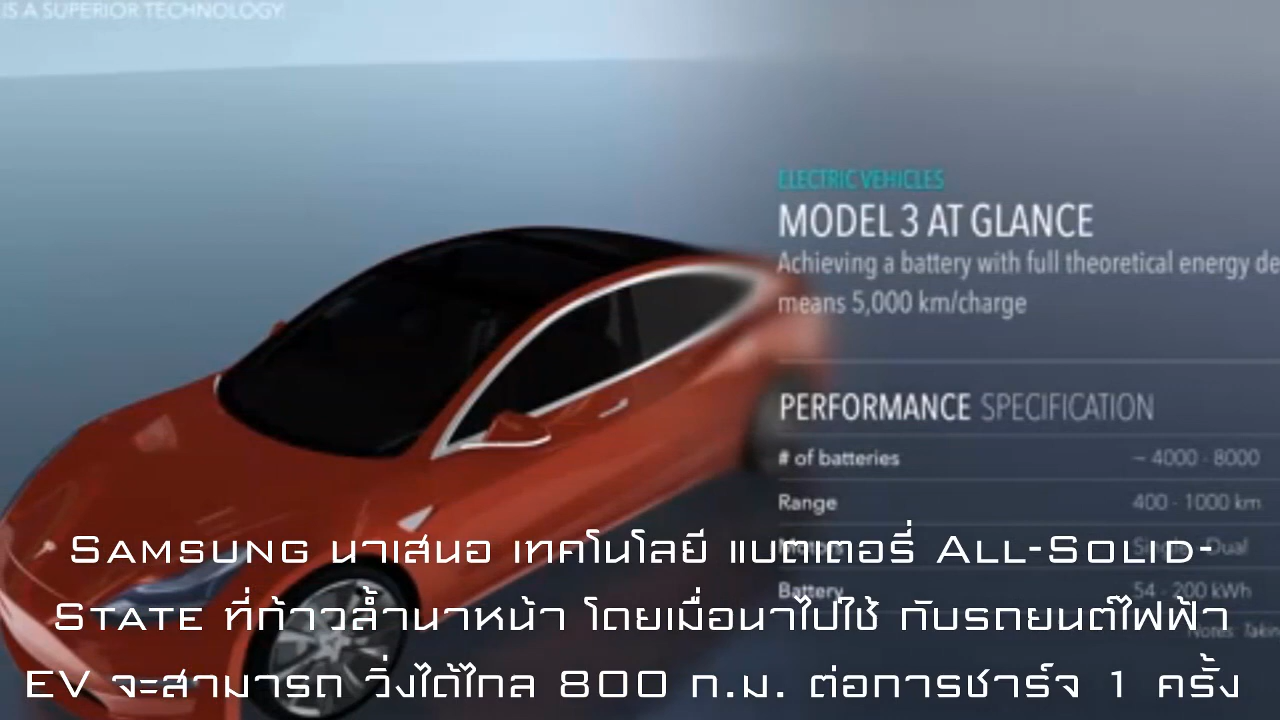 IS A SUPERIOR TECHNOLOGY.
ELECTRIC VEHICLES
MODEL 3 AT GLANCE
Achieving a battery with full theoretical energy de
means 5,000 km/charge
PERFORMANCE SPECIFICATION
# of batteries ~ 4000 - 8000
Range 400 - 1000 km
Motors Single, Dual
Battery 54 - 200 kWh
Notes: Takin
SAMSUNG นำเสนอ เทคโนโลยี แบตเตอรี่ ALL-SOLID-
STATE ที่ก้าวล้ำนำหน้า โดยเมื่อนำไปใช้ กับรถยนต์ไฟฟ้า
EV จะสามารถ วิ่งได้ไกล 800 ก.ม. ต่อการชาร์จ 1 ครั้ง